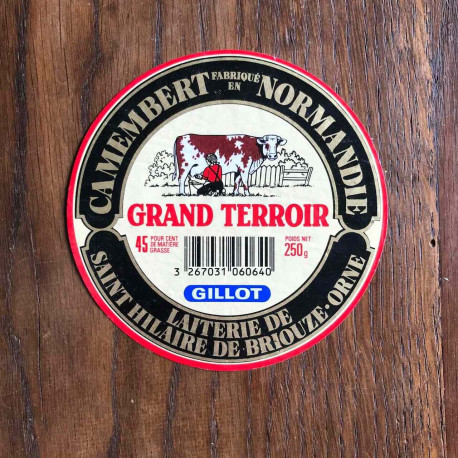 CAMEMBERT FABRIQUÉ EN NORMANDIE
GRAND TERROIR
45 POUR CENT DE MATIÈRE GRASSE
POIDS NET 250g
3 267031 060640
GILLOT
LAITERIE DE
SAINT HILAIRE DE BRIOUZE · ORNE